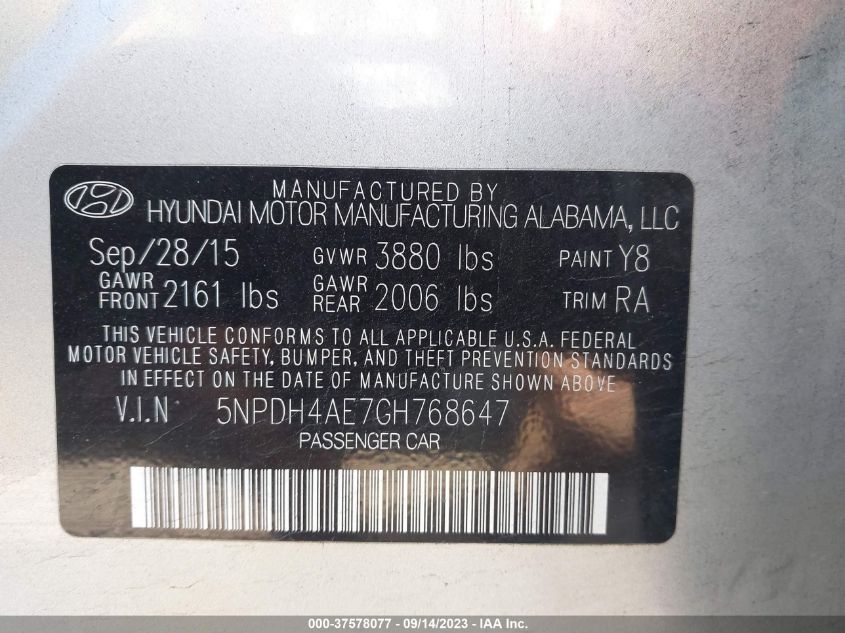 MANUFACTURED BY
HYUNDAI MOTOR MANUFACTURING ALABAMA, LLC
Sep/28/15 GVWR 3880 lbs PAINT Y8
GAWR FRONT 2161 lbs GAWR REAR 2006 lbs TRIM RA
THIS VEHICLE CONFORMS TO ALL APPLICABLE U.S.A. FEDERAL
MOTOR VEHICLE SAFETY, BUMPER, AND THEFT PREVENTION STANDARDS
IN EFFECT ON THE DATE OF MANUFACTURE SHOWN ABOVE
V.I.N 5NPDH4AE7GH768647
PASSENGER CAR
000-37578077 - 09/14/2023 - IAA Inc.